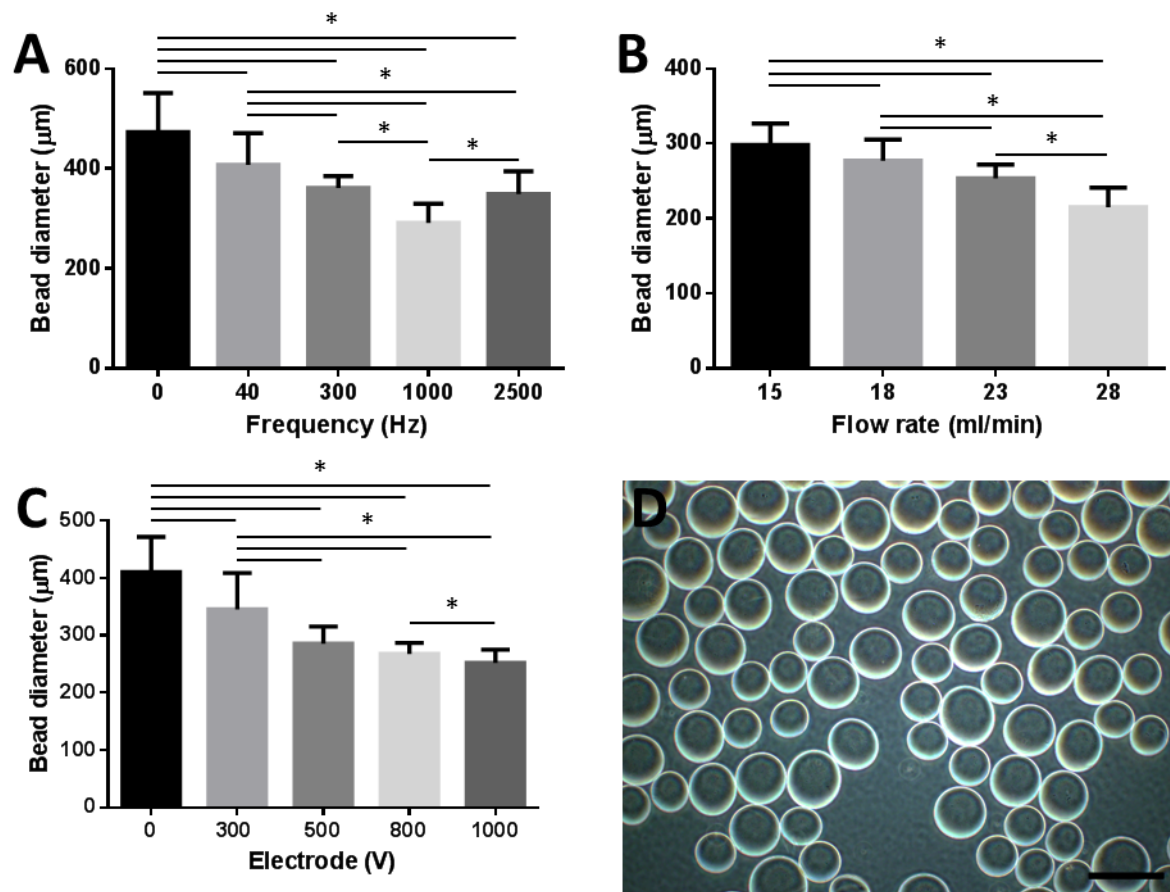 A
Bead diameter (μm)
600
400
200
0
*
*
*
*
0 40 300 1000 2500
Frequency (Hz)
B
Bead diameter (μm)
400
300
200
100
0
*
*
*
15 18 23 28
Flow rate (ml/min)
C
Bead diameter (μm)
500
400
300
200
100
0
*
*
*
0 300 500 800 1000
Electrode (V)
D